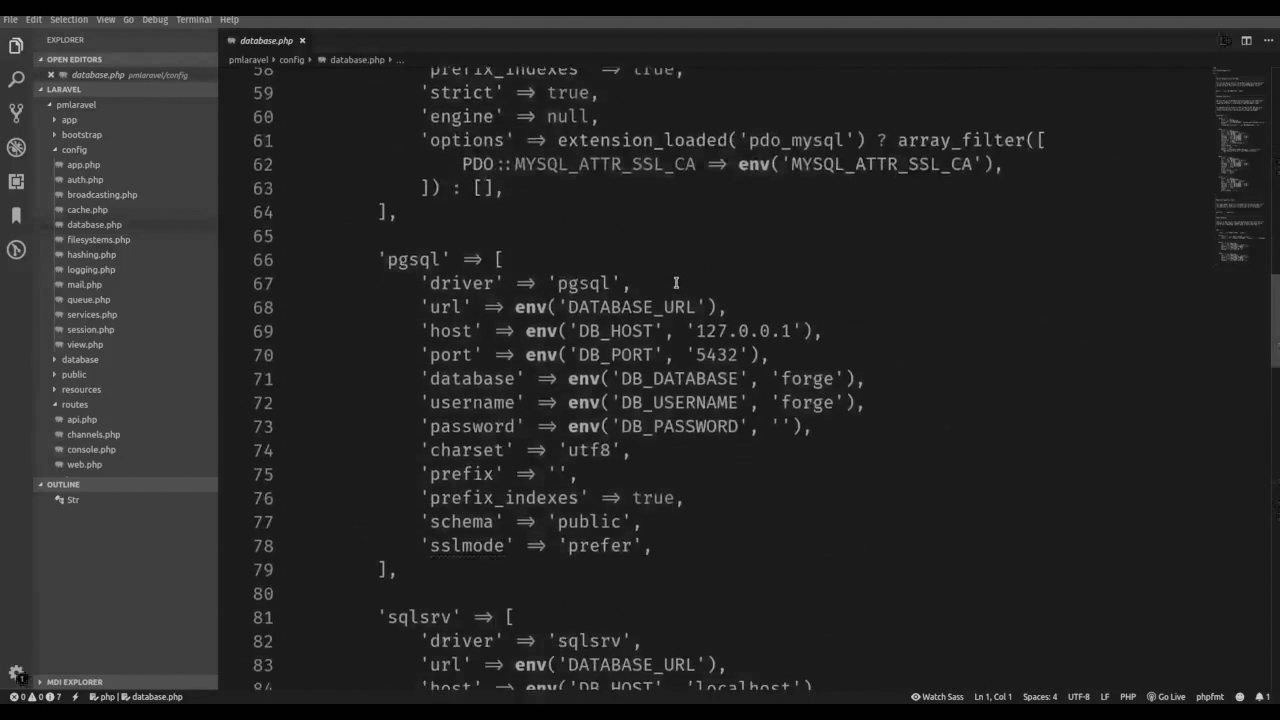 File Edit Selection View Go Debug Terminal Help
EXPLORER
OPEN EDITORS
database.php pmlaravel/config
LARAVEL
pmlaravel
app
bootstrap
config
app.php
auth.php
broadcasting.php
cache.php
database.php
filesystems.php
hashing.php
logging.php
mail.php
queue.php
services.php
session.php
view.php
database
public
resources
routes
api.php
channels.php
console.php
web.php
OUTLINE
Str
MDI EXPLORER
database.php
pmlaravel config database.php ...
58 'prefix_indexes' => true,
59 'strict' => true,
60 'engine' => null,
61 'options' => extension_loaded('pdo_mysql') ? array_filter([
62 PDO::MYSQL_ATTR_SSL_CA => env('MYSQL_ATTR_SSL_CA'),
63 ]) : [],
64 ],
65
66 'pgsql' => [
67 'driver' => 'pgsql',
68 'url' => env('DATABASE_URL'),
69 'host' => env('DB_HOST', '127.0.0.1'),
70 'port' => env('DB_PORT', '5432'),
71 'database' => env('DB_DATABASE', 'forge'),
72 'username' => env('DB_USERNAME', 'forge'),
73 'password' => env('DB_PASSWORD', ''),
74 'charset' => 'utf8',
75 'prefix' => '',
76 'prefix_indexes' => true,
77 'schema' => 'public',
78 'sslmode' => 'prefer',
79 ],
80
81 'sqlsrv' => [
82 'driver' => 'sqlsrv',
83 'url' => env('DATABASE_URL'),
84 'host' => env('DB_HOST', 'localhost'),
0 0 7 php database.php Watch Sass Ln 1, Col 1 Spaces: 4 UTF-8 LF PHP Go Live phpfmt 1